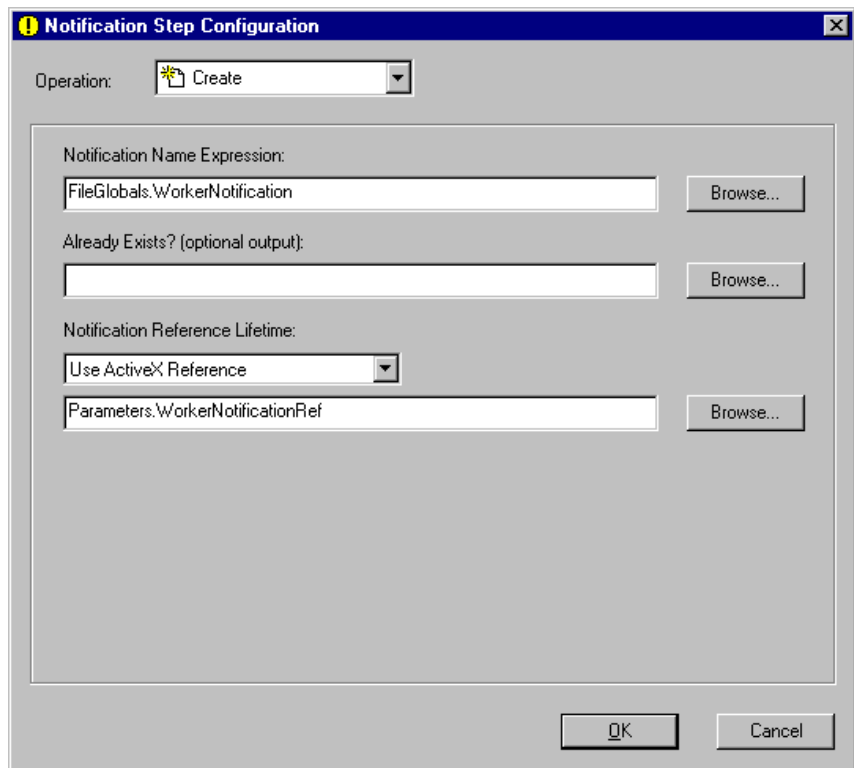 Notification Step Configuration
Operation: Create
Notification Name Expression:
FileGlobals.WorkerNotification Browse...
Already Exists? (optional output):
Browse...
Notification Reference Lifetime:
Use ActiveX Reference
Parameters.WorkerNotificationRef Browse...
OK Cancel